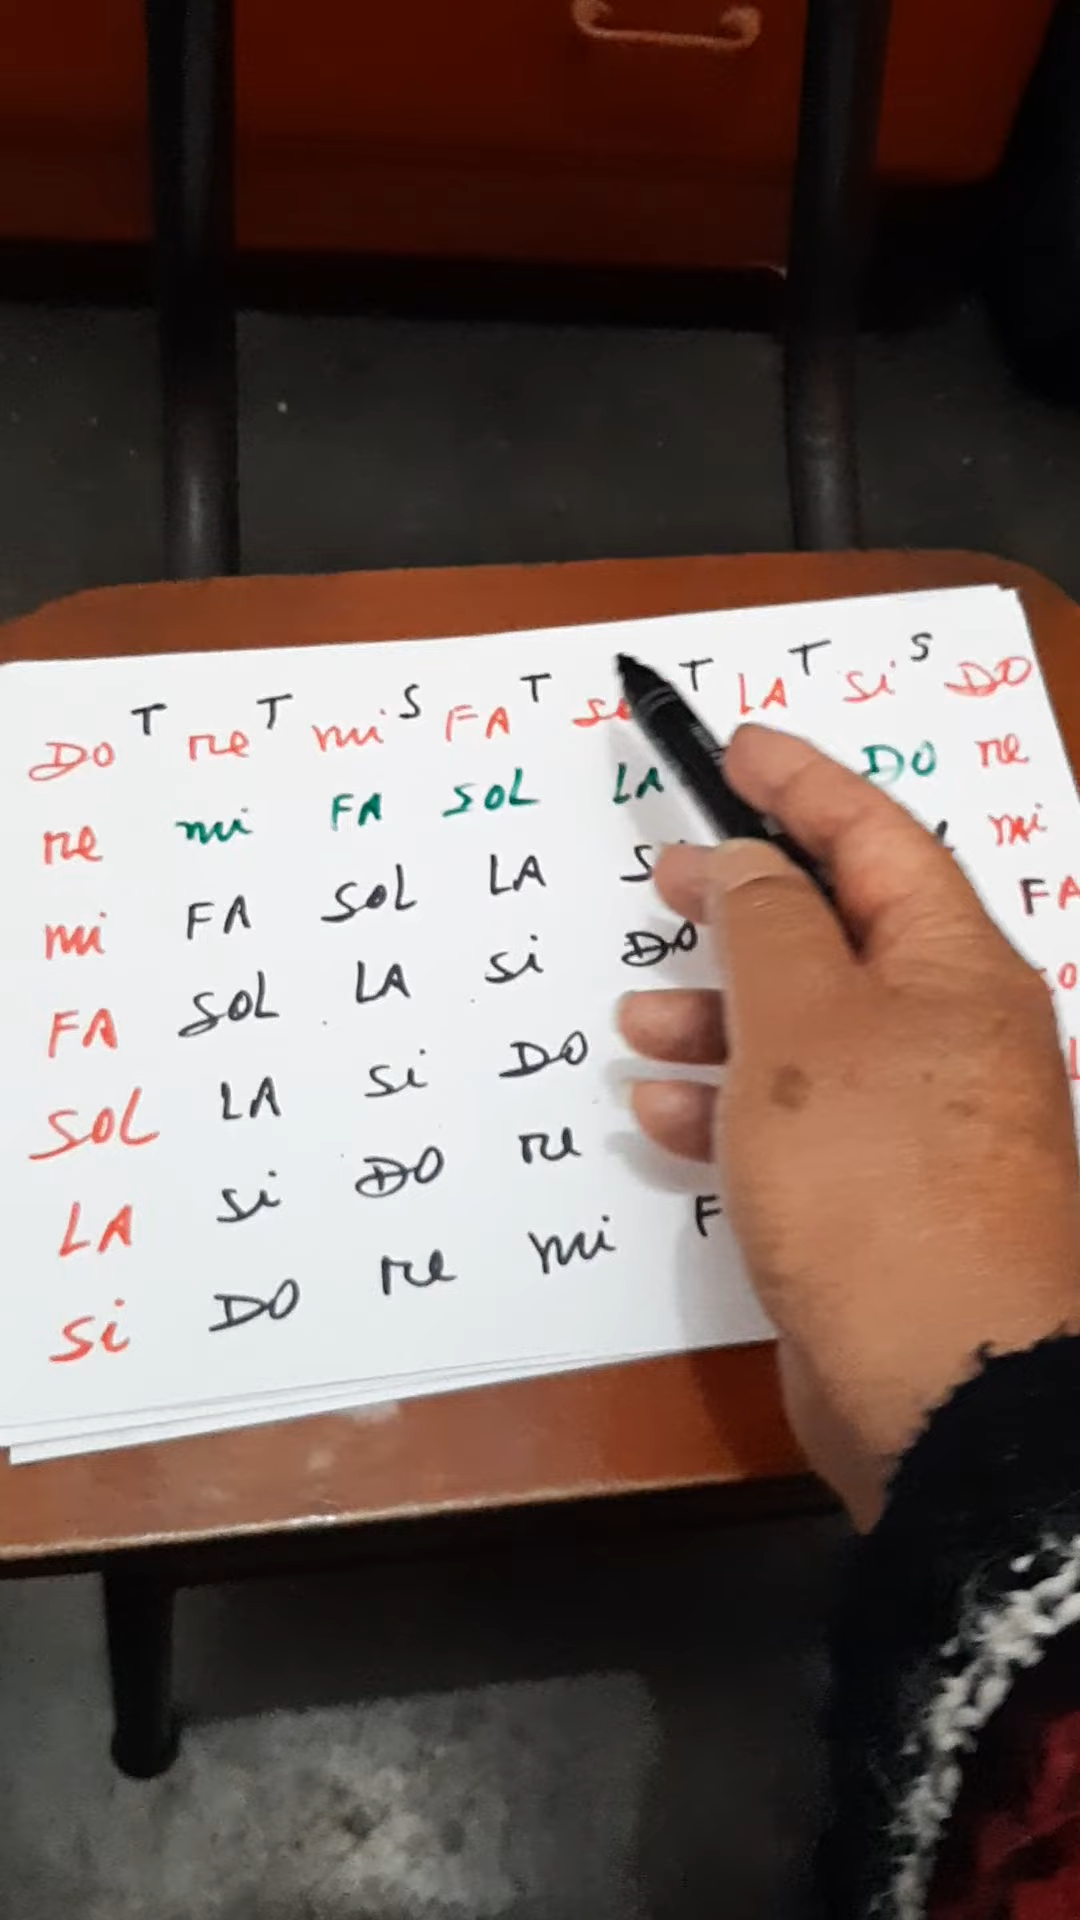 DO T re T mi S FA T T LA T si S DO
re mi FA SOL LA DO re
mi FA SOL LA mi
FA SOL LA si DO FA
SOL LA si DO
LA si DO re
si DO re mi F